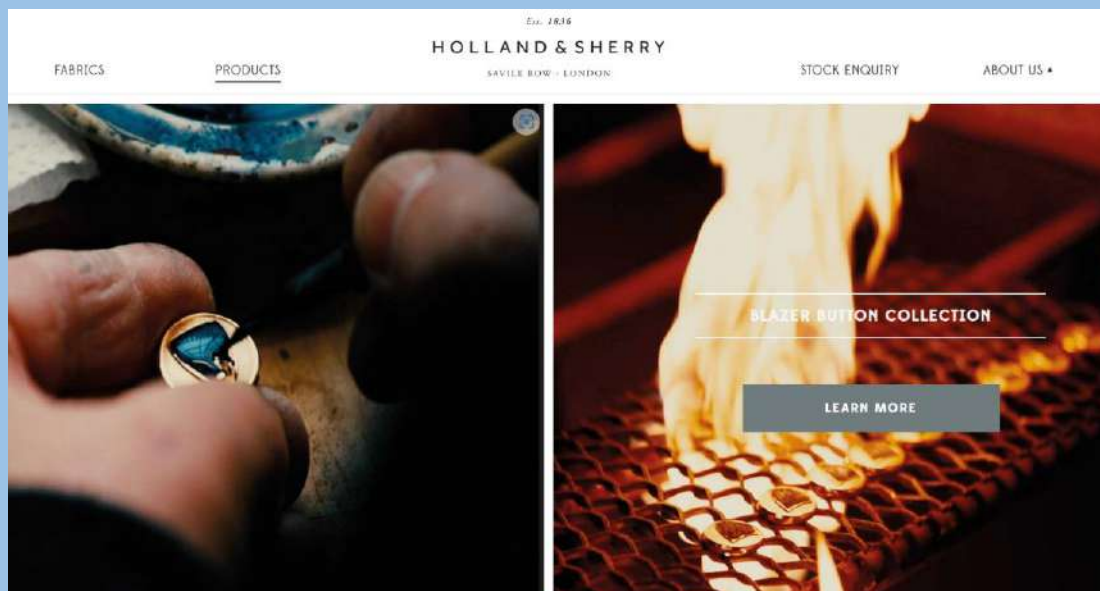 Est. 1836
HOLLAND & SHERRY
SAVILE ROW · LONDON
FABRICS
PRODUCTS
STOCK ENQUIRY
ABOUT US
BLAZER BUTTON COLLECTION
LEARN MORE